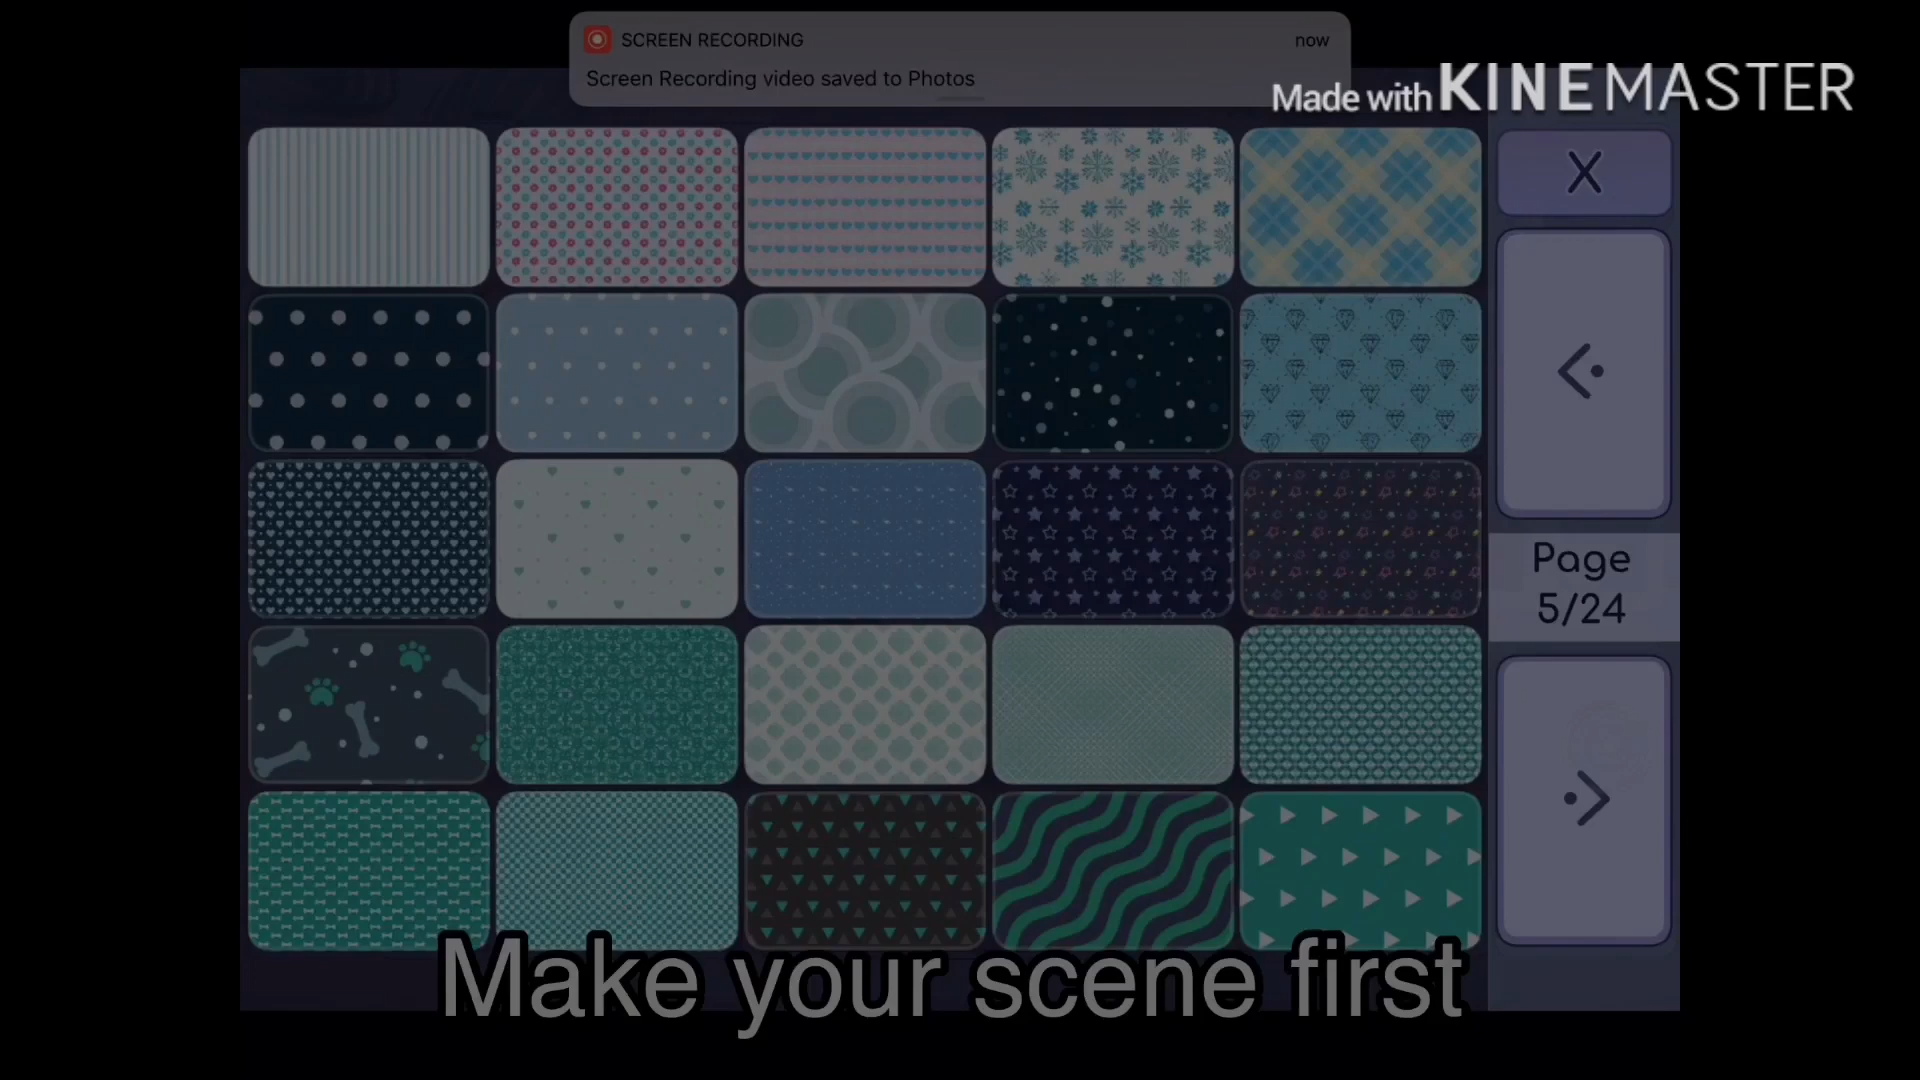 SCREEN RECORDING now
Screen Recording video saved to Photos
Made with KINEMASTER
X
Page
5/24
Make your scene first